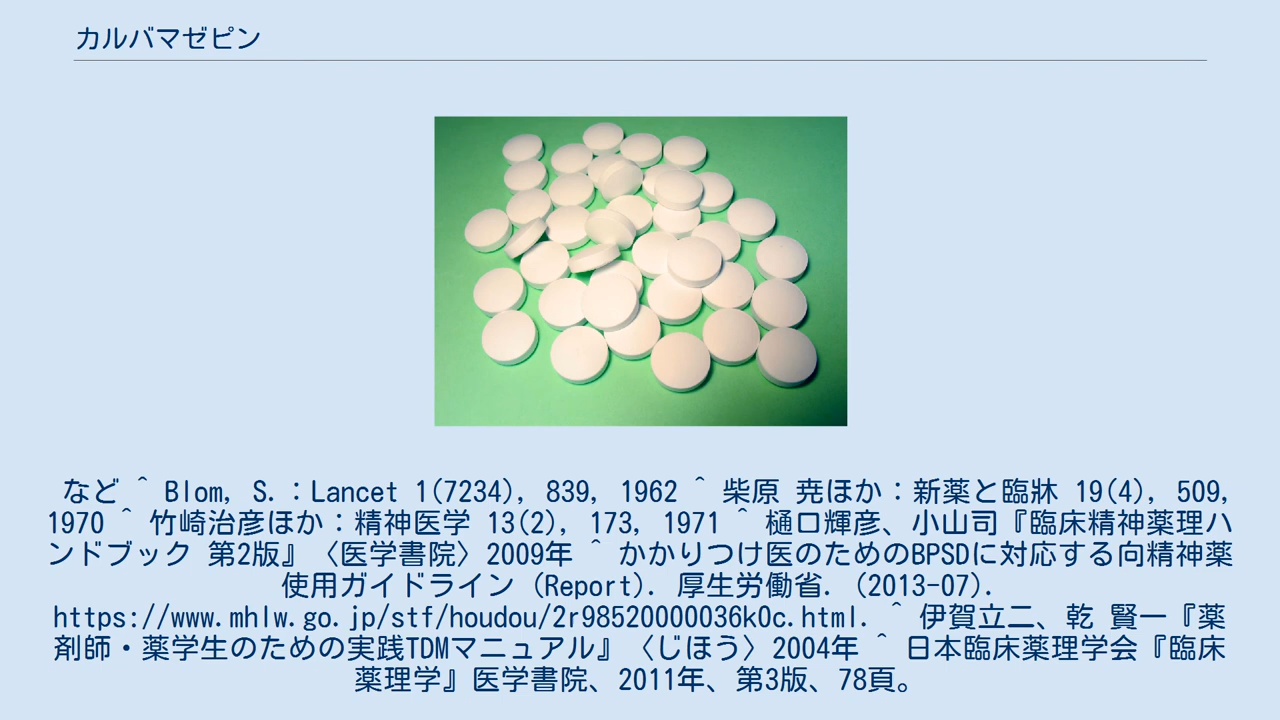 カルバマゼピン
など ^ Blom, S.：Lancet 1(7234), 839, 1962 ^ 柴原 尭ほか：新薬と臨牀 19(4), 509,
1970 ^ 竹崎治彦ほか：精神医学 13(2), 173, 1971 ^ 樋口輝彦、小山司『臨床精神薬理ハ
ンドブック 第2版』〈医学書院〉2009年 ^ かかりつけ医のためのBPSDに対応する向精神薬
使用ガイドライン (Report). 厚生労働省. (2013-07).
https://www.mhlw.go.jp/stf/houdou/2r98520000036k0c.html. ^ 伊賀立二、乾 賢一『薬
剤師・薬学生のための実践TDMマニュアル』〈じほう〉2004年 ^ 日本臨床薬理学会『臨床
薬理学』医学書院、2011年、第3版、78頁。